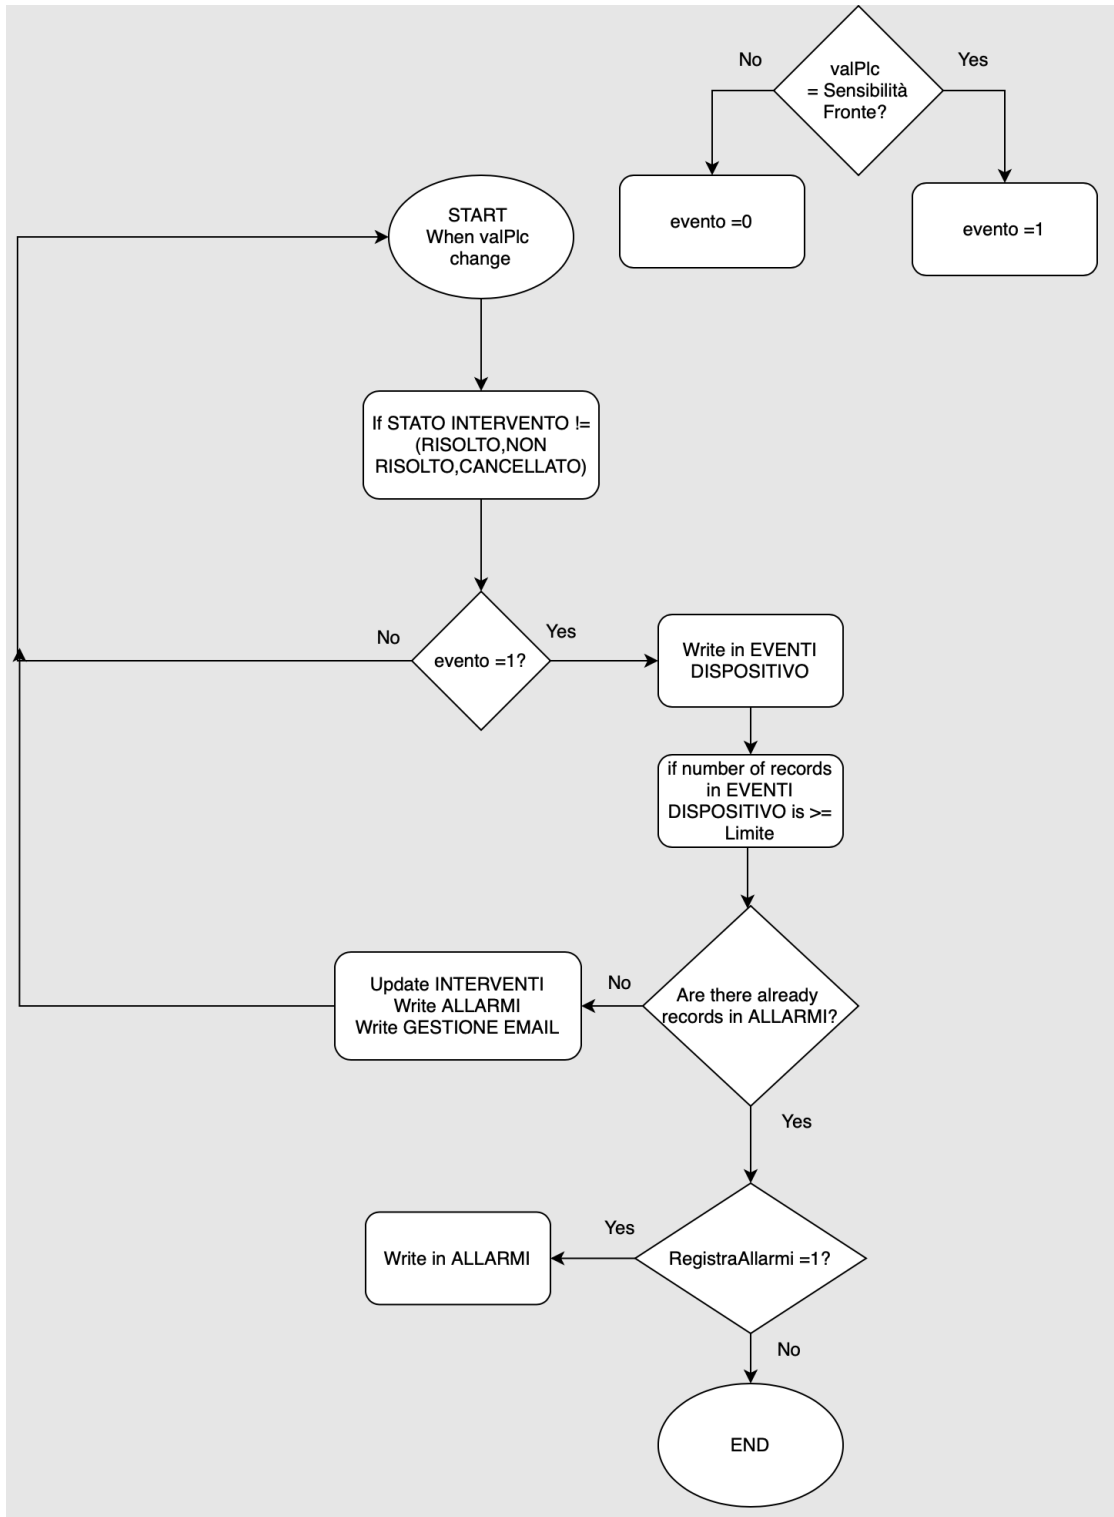 No
Yes
valPlc
= Sensibilità
Fronte?
evento =0
evento =1
START
When valPlc
change
If STATO INTERVENTO !=
(RISOLTO,NON
RISOLTO,CANCELLATO)
No
Yes
evento =1?
Write in EVENTI
DISPOSITIVO
if number of records
in EVENTI
DISPOSITIVO is >=
Limite
Update INTERVENTI
Write ALLARMI
Write GESTIONE EMAIL
No
Are there already
records in ALLARMI?
Yes
Write in ALLARMI
Yes
RegistraAllarmi =1?
No
END